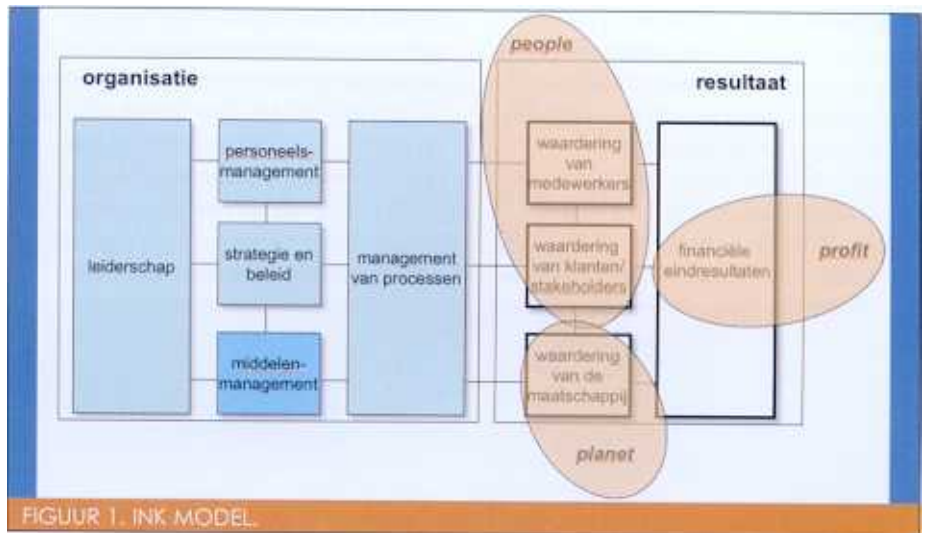 people
organisatie
resultaat
leiderschap
personeels-
management
strategie en
beleid
middelen-
management
management
van processen
waardering
van
medewerkers
waardering
van klanten/
stakeholders
waardering
van de
maatschappij
financiële
eindresultaten
profit
planet
FIGUUR 1. INK MODEL.